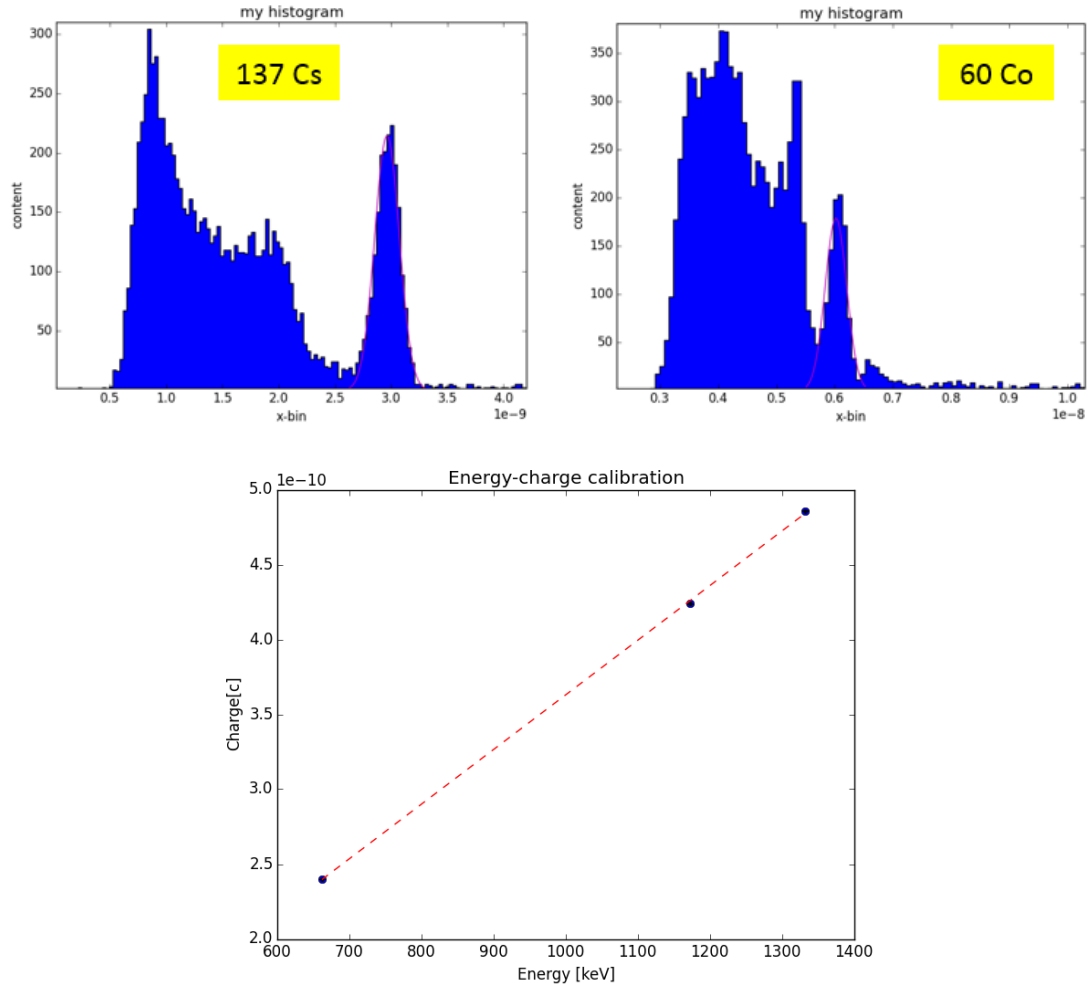 my histogram
137 Cs
300
250
200
150
100
50
content
0.5 1.0 1.5 2.0 2.5 3.0 3.5 4.0
x-bin
1e−9
my histogram
60 Co
350
300
250
200
150
100
50
content
0.3 0.4 0.5 0.6 0.7 0.8 0.9 1.0
x-bin
1e−8
Energy-charge calibration
1e−10
5.0
4.5
4.0
3.5
3.0
2.5
2.0
Charge[c]
600 700 800 900 1000 1100 1200 1300 1400
Energy [keV]